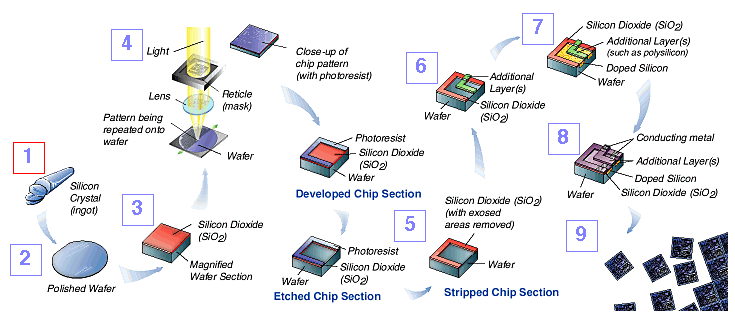 1
Silicon
Crystal
(ingot)
2
Polished Wafer
3
Silicon Dioxide
(SiO2)
Magnified
Wafer Section
4
Light
Reticle
(mask)
Lens
Pattern being
repeated onto
wafer
Wafer
Close-up of
chip pattern
(with photoresist)
Photoresist
Silicon Dioxide
(SiO2)
Wafer
Developed Chip Section
Photoresist
Silicon Dioxide
(SiO2)
Wafer
Etched Chip Section
5
Silicon Dioxide
(SiO2)
(with exosed
areas removed)
Wafer
Stripped Chip Section
6
Additional
Layer(s)
Silicon Dioxide
(SiO2)
Wafer
7
Silicon Dioxide (SiO2)
Additional Layer(s)
(such as polysilicon)
Doped Silicon
Wafer
8
Conducting metal
Additional Layer(s)
Doped Silicon
Silicon Dioxide (SiO2)
Wafer
9